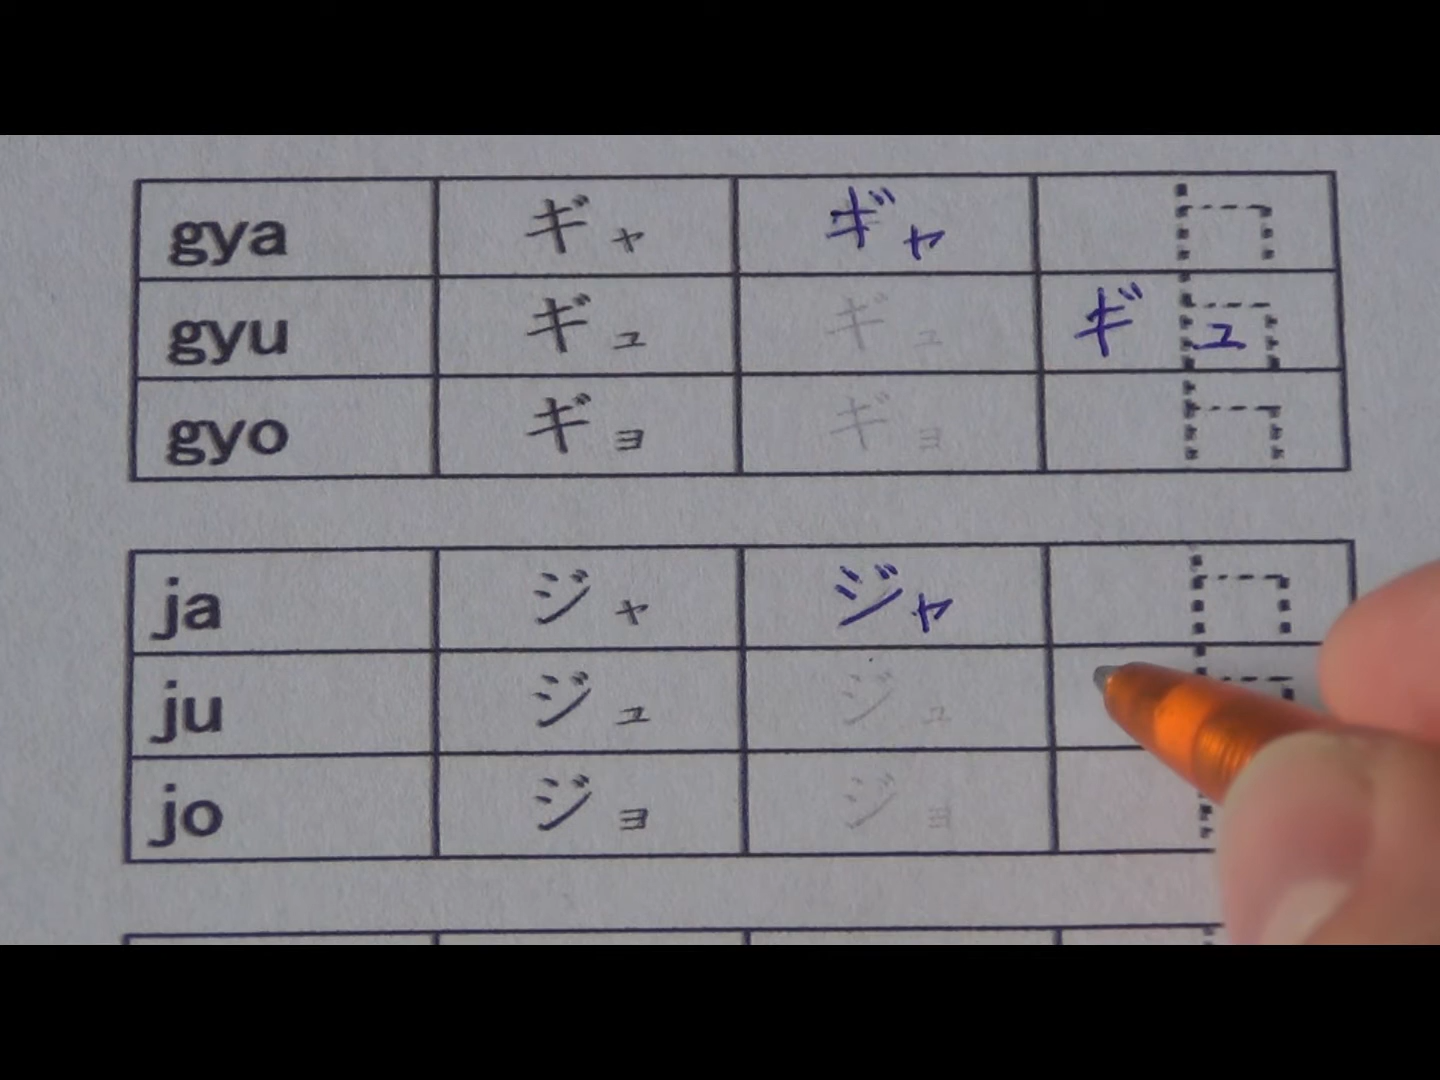 gya ギャ ギャ
gyu ギュ ギュ ギュ
gyo ギョ ギョ
ja ジャ ジャ
ju ジュ ジュ
jo ジョ ジョ